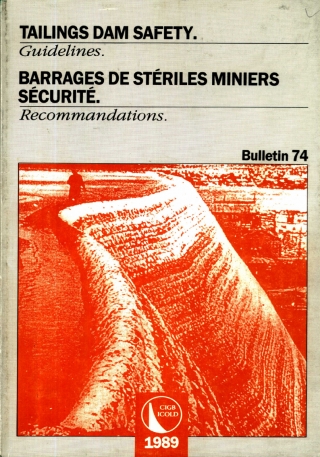 TAILINGS DAM SAFETY.
Guidelines.
BARRAGES DE STÉRILES MINIERS
SÉCURITÉ.
Recommandations.
Bulletin 74
CIGB
ICOLD
1989